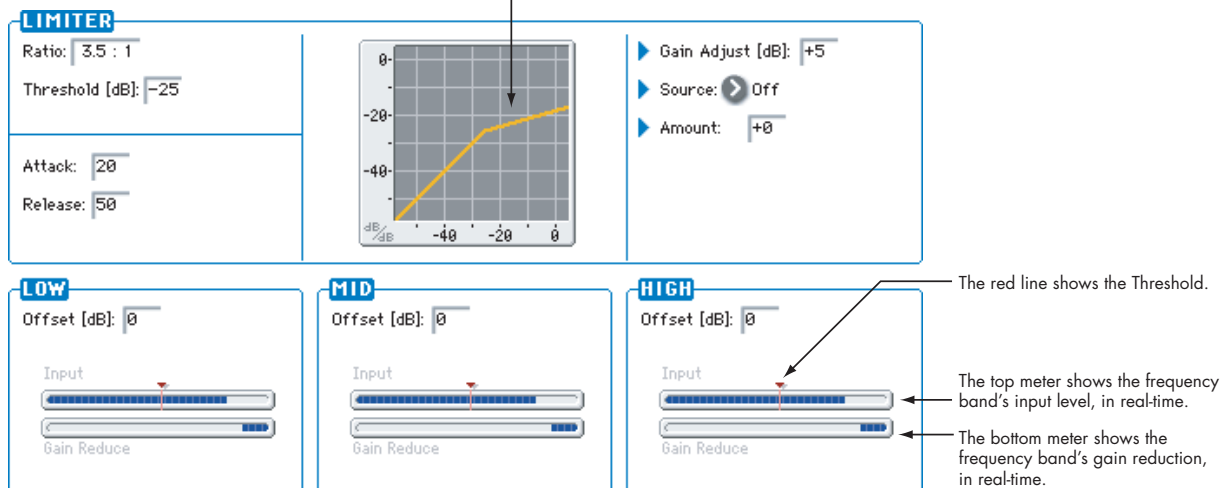 LIMITER
Ratio: 3.5 : 1
Threshold [dB]: -25
Attack: 20
Release: 50
0-
-20-
-40-
dB/dB
-40 -20 0
Gain Adjust [dB]: +5
Source: Off
Amount: +0
LOW
Offset [dB]: 0
Input
Gain Reduce
MID
Offset [dB]: 0
Input
Gain Reduce
HIGH
Offset [dB]: 0
Input
Gain Reduce
The red line shows the Threshold.
The top meter shows the frequency
band's input level, in real-time.
The bottom meter shows the
frequency band's gain reduction,
in real-time.